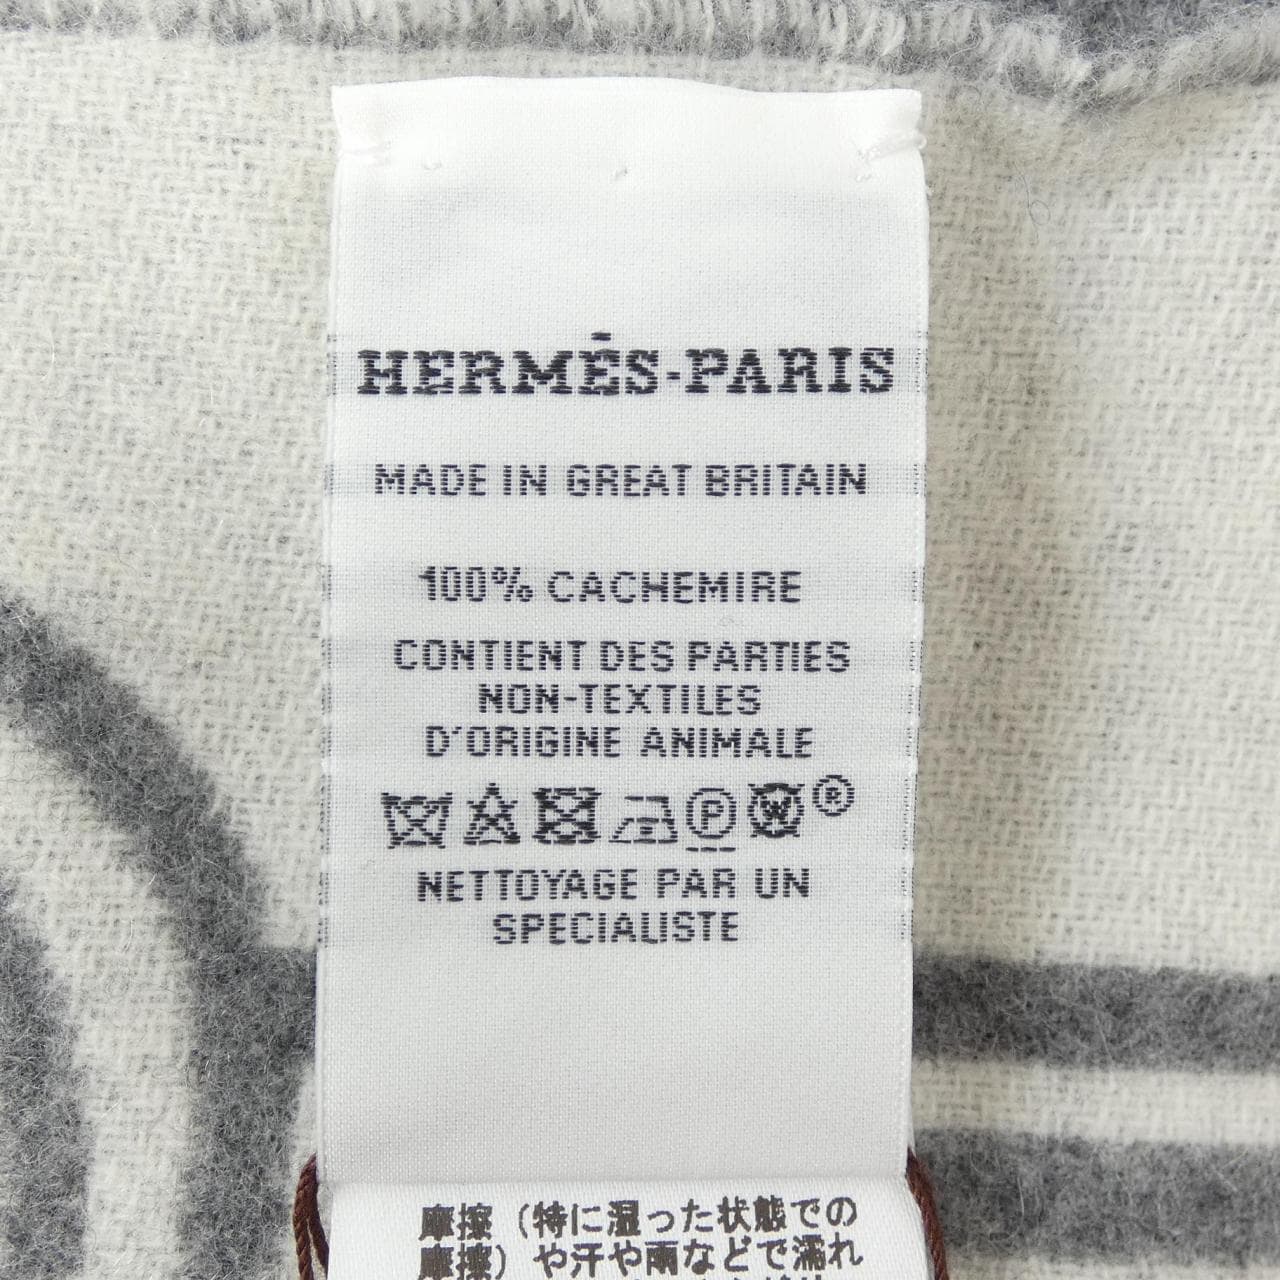 HERMĒS-PARIS
MADE IN GREAT BRITAIN
100% CACHEMIRE
CONTIENT DES PARTIES
NON-TEXTILES
D'ORIGINE ANIMALE
P W ®
NETTOYAGE PAR UN
SPECIALISTE
摩擦（特に湿った状態での
摩擦）や汗や雨などで濡れ